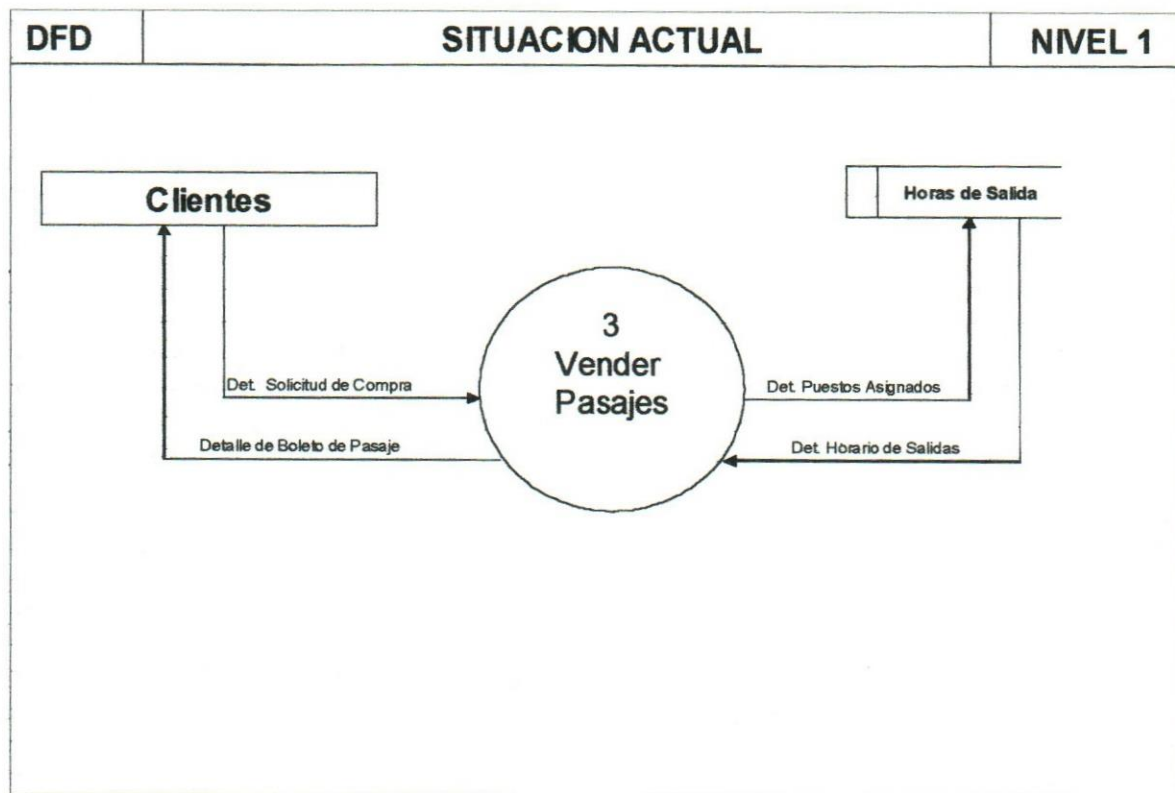 DFD
SITUACION ACTUAL
NIVEL 1
Clientes
Horas de Salida
3
Vender
Pasajes
Det. Solicitud de Compra
Det. Puestos Asignados
Detalle de Boleto de Pasaje
Det. Horario de Salidas